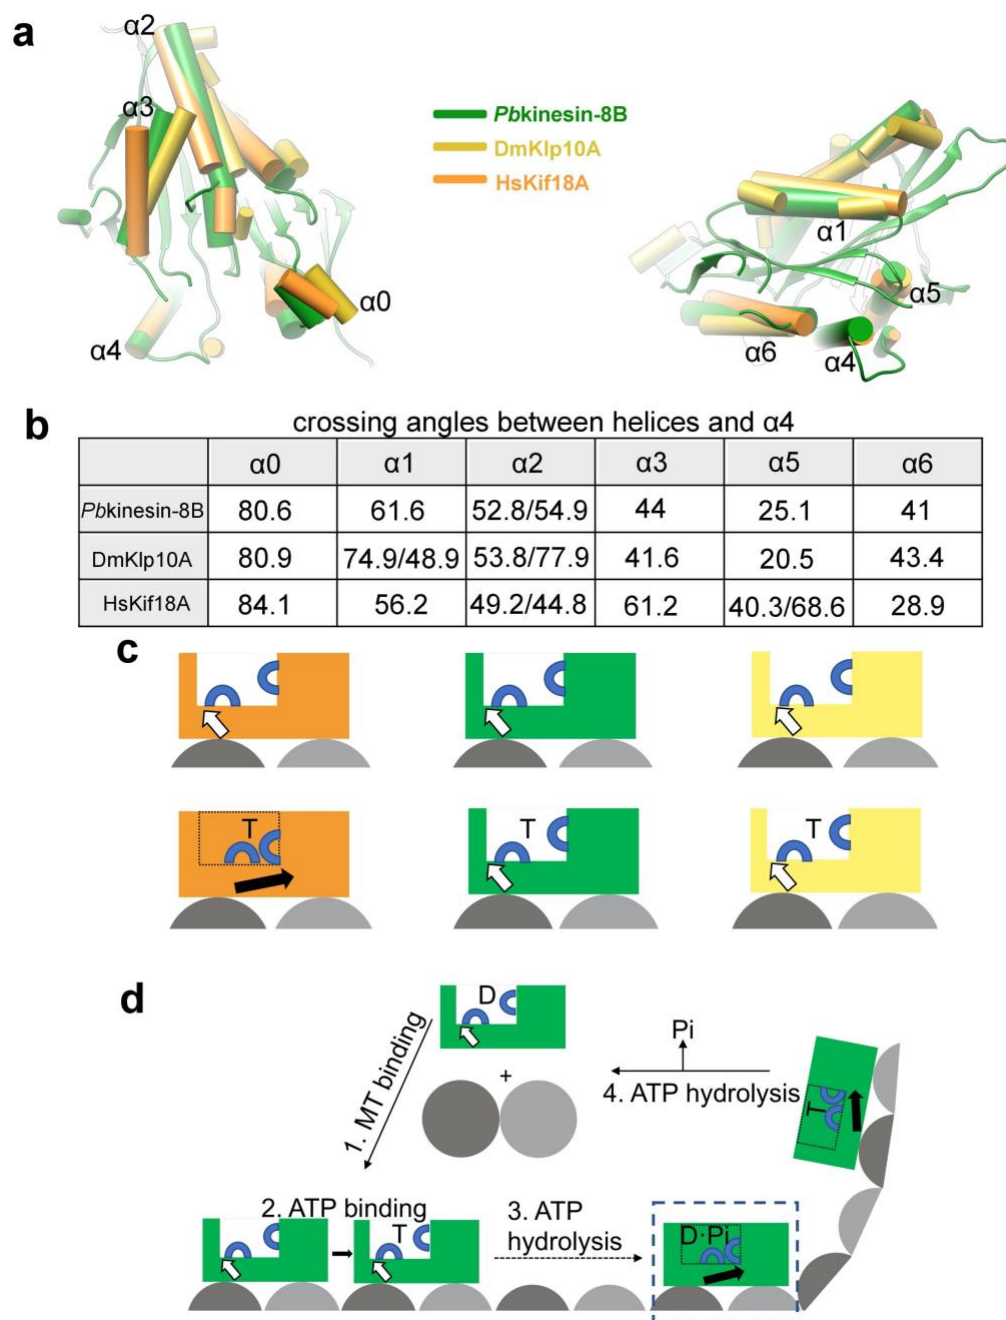 a
α2
α3
α4
α0
Pbkinesin-8B
DmKlp10A
HsKif18A
α1
α5
α6
α4
b
crossing angles between helices and α4
α0 α1 α2 α3 α5 α6
Pbkinesin-8B 80.6 61.6 52.8/54.9 44 25.1 41
DmKlp10A 80.9 74.9/48.9 53.8/77.9 41.6 20.5 43.4
HsKif18A 84.1 56.2 49.2/44.8 61.2 40.3/68.6 28.9
c
T T T
d
D
+
1. MT binding
2. ATP binding
T
3. ATP
hydrolysis
D·Pi
T
Pi
4. ATP hydrolysis